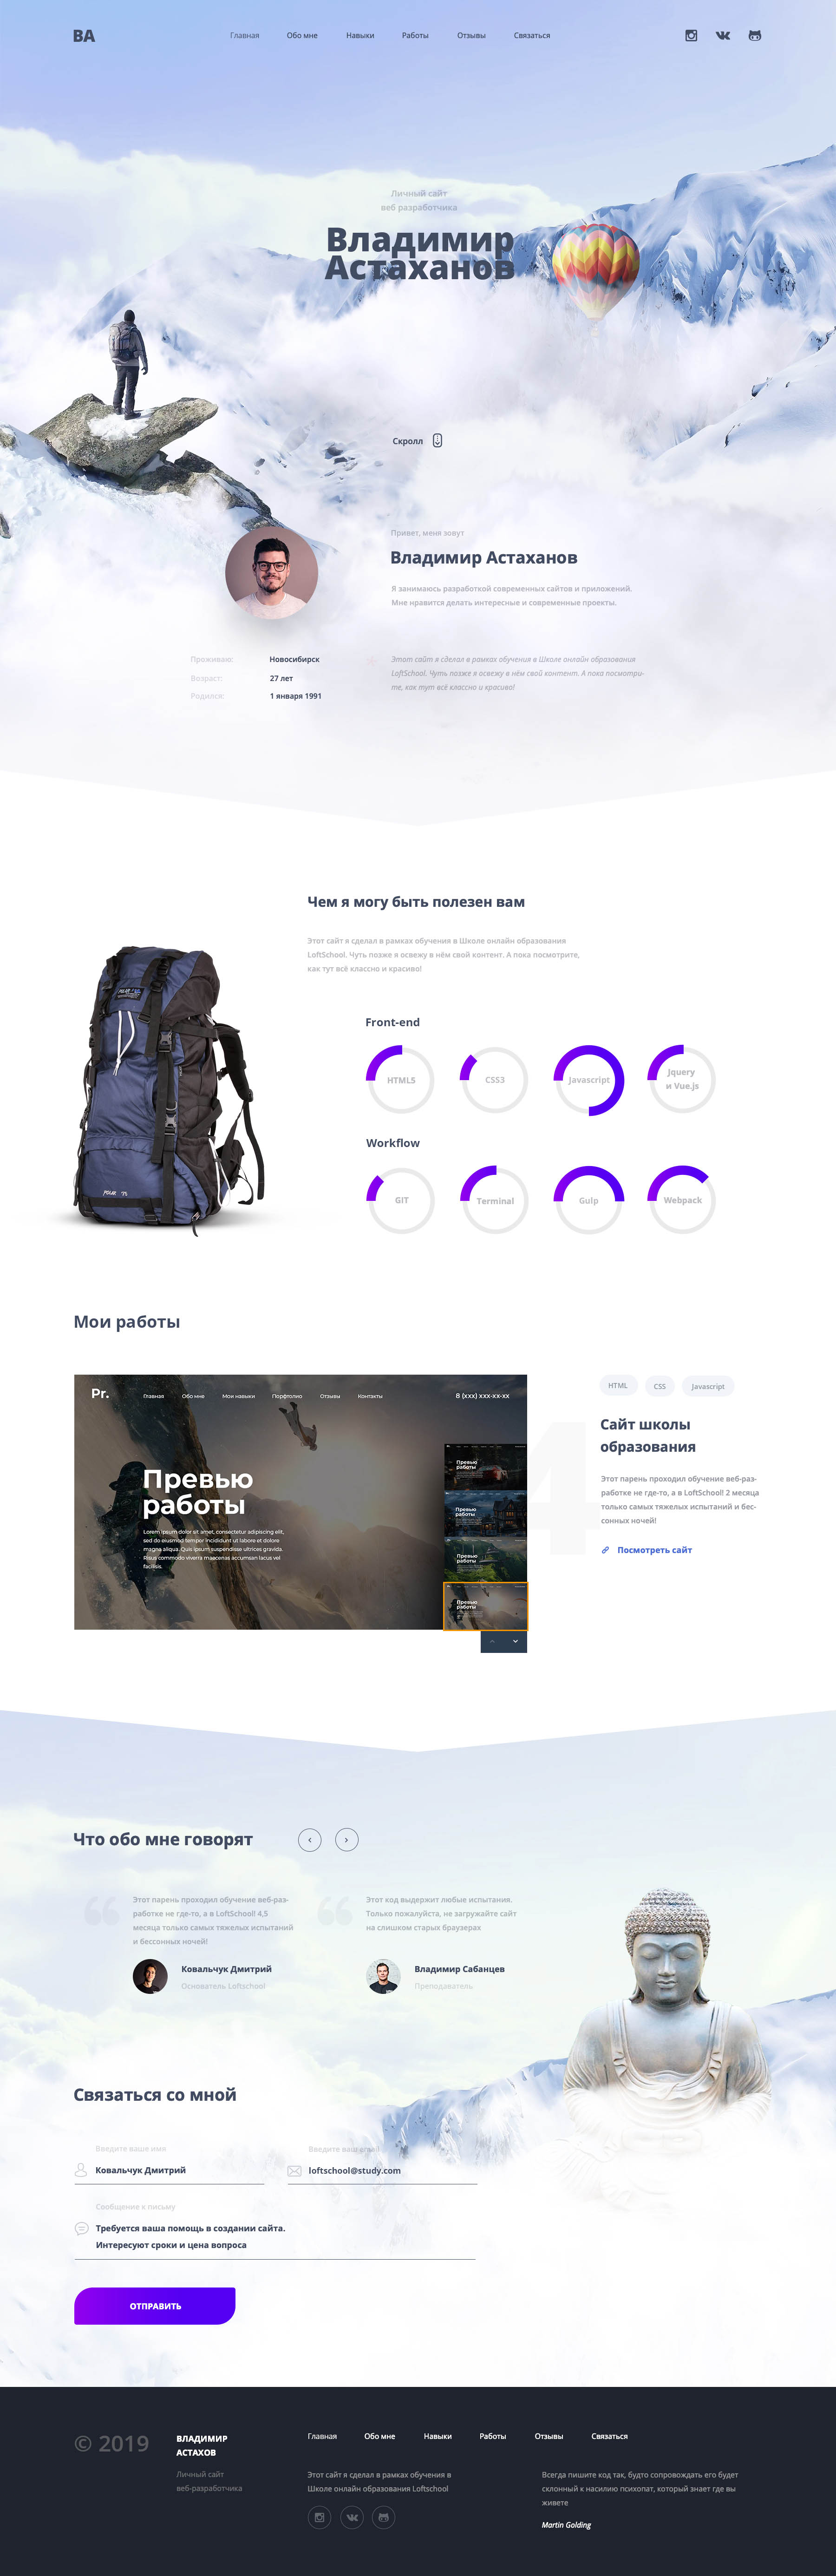 BA
Главная Обо мне Навыки Работы Отзывы Связаться
Личный сайт
веб разработчика
Владимир
Астаханов
Скролл
Привет, меня зовут
Владимир Астаханов
Я занимаюсь разработкой современных сайтов и приложений.
Мне нравится делать интересные и современные проекты.
Проживаю: Новосибирск
Возраст: 27 лет
Родился: 1 января 1991
Этот сайт я сделал в рамках обучения в Школе онлайн образования
LoftSchool. Чуть позже я освежу в нём свой контент. А пока посмотри-
те, как тут всё классно и красиво!
Чем я могу быть полезен вам
Этот сайт я сделал в рамках обучения в Школе онлайн образования
LoftSchool. Чуть позже я освежу в нём свой контент. А пока посмотрите,
как тут всё классно и красиво!
Front-end
HTML5
CSS3
Javascript
Jquery
и Vue.js
Workflow
GIT
Terminal
Gulp
Webpack
Мои работы
Pr.
Главная Обо мне Мои навыки Портфолио Отзывы Контакты
8 (xxx) xxx-xx-xx
Превью
работы
Lorem ipsum dolor sit amet, consectetur adipiscing elit,
sed do eiusmod tempor incididunt ut labore et dolore
magna aliqua. Quis ipsum suspendisse ultrices gravida.
Risus commodo viverra maecenas accumsan lacus vel
facilisis.
Превью
работы
Превью
работы
Превью
работы
Превью
работы
4
HTML CSS Javascript
Сайт школы
образования
Этот парень проходил обучение веб-раз-
работке не где-то, а в LoftSchool! 2 месяца
только самых тяжелых испытаний и бес-
сонных ночей!
Посмотреть сайт
Что обо мне говорят
Этот парень проходил обучение веб-раз-
работке не где-то, а в LoftSchool! 4,5
месяца только самых тяжелых испытаний
и бессонных ночей!
Ковальчук Дмитрий
Основатель Loftschool
Этот код выдержит любые испытания.
Только пожалуйста, не загружайте сайт
на слишком старых браузерах
Владимир Сабанцев
Преподаватель
Связаться со мной
Введите ваше имя
Ковальчук Дмитрий
Введите ваш email
loftschool@study.com
Сообщение к письму
Требуется ваша помощь в создании сайта.
Интересуют сроки и цена вопроса
ОТПРАВИТЬ
© 2019
ВЛАДИМИР
АСТАХОВ
Личный сайт
веб-разработчика
Главная Обо мне Навыки Работы Отзывы Связаться
Этот сайт я сделал в рамках обучения в
Школе онлайн образования Loftschool
Всегда пишите код так, будто сопровождать его будет
склонный к насилию психопат, который знает где вы
живете
Martin Golding